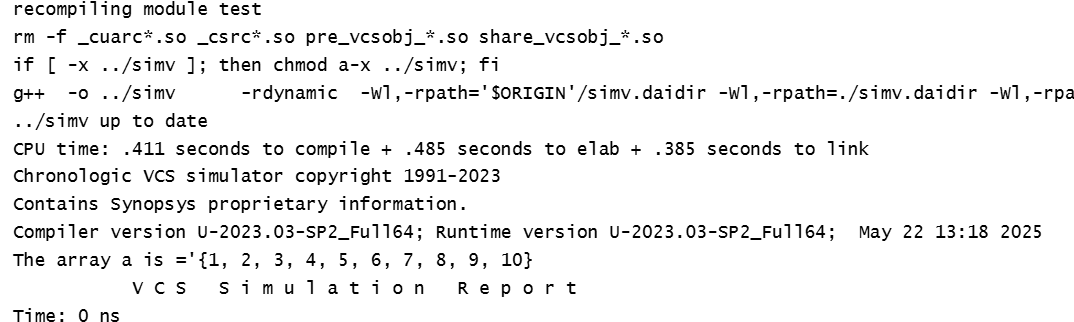 recompiling module test
rm -f _cuarc*.so _csrc*.so pre_vcsobj_*.so share_vcsobj_*.so
if [ -x ../simv ]; then chmod a-x ../simv; fi
g++  -o ../simv      -rdynamic  -Wl,-rpath='$ORIGIN'/simv.daidir -Wl,-rpath=./simv.daidir -Wl,-rpa
../simv up to date
CPU time: .411 seconds to compile + .485 seconds to elab + .385 seconds to link
Chronologic VCS simulator copyright 1991-2023
Contains Synopsys proprietary information.
Compiler version U-2023.03-SP2_Full64; Runtime version U-2023.03-SP2_Full64;  May 22 13:18 2025
The array a is ='{1, 2, 3, 4, 5, 6, 7, 8, 9, 10}
           V C S   S i m u l a t i o n   R e p o r t
Time: 0 ns